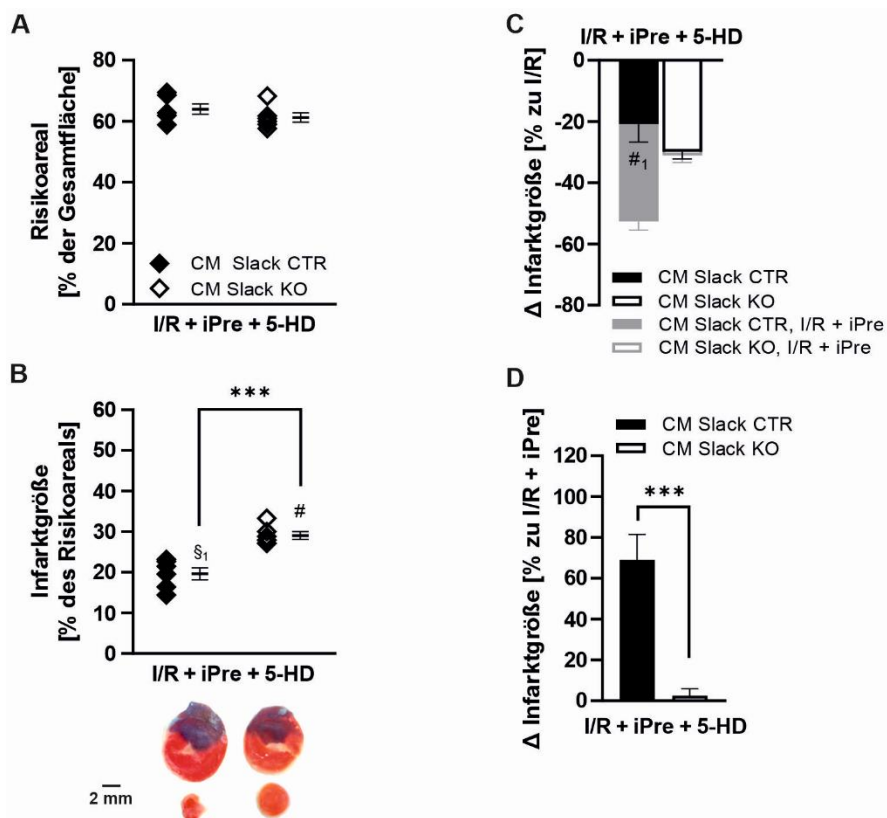 A
Risikoareal
[% der Gesamtfläche]
80
60
40
20
0
CM Slack CTR
CM Slack KO
I/R + iPre + 5-HD
B
***
Infarktgröße
[% des Risikoareals]
60
50
40
30
20
10
0
§1
#
I/R + iPre + 5-HD
2 mm
C
I/R + iPre + 5-HD
Δ Infarktgröße [% zu I/R]
0
-20
-40
-60
-80
#1
CM Slack CTR
CM Slack KO
CM Slack CTR, I/R + iPre
CM Slack KO, I/R + iPre
D
Δ Infarktgröße [% zu I/R + iPre]
CM Slack CTR
CM Slack KO
120
100
80
60
40
20
0
***
I/R + iPre + 5-HD